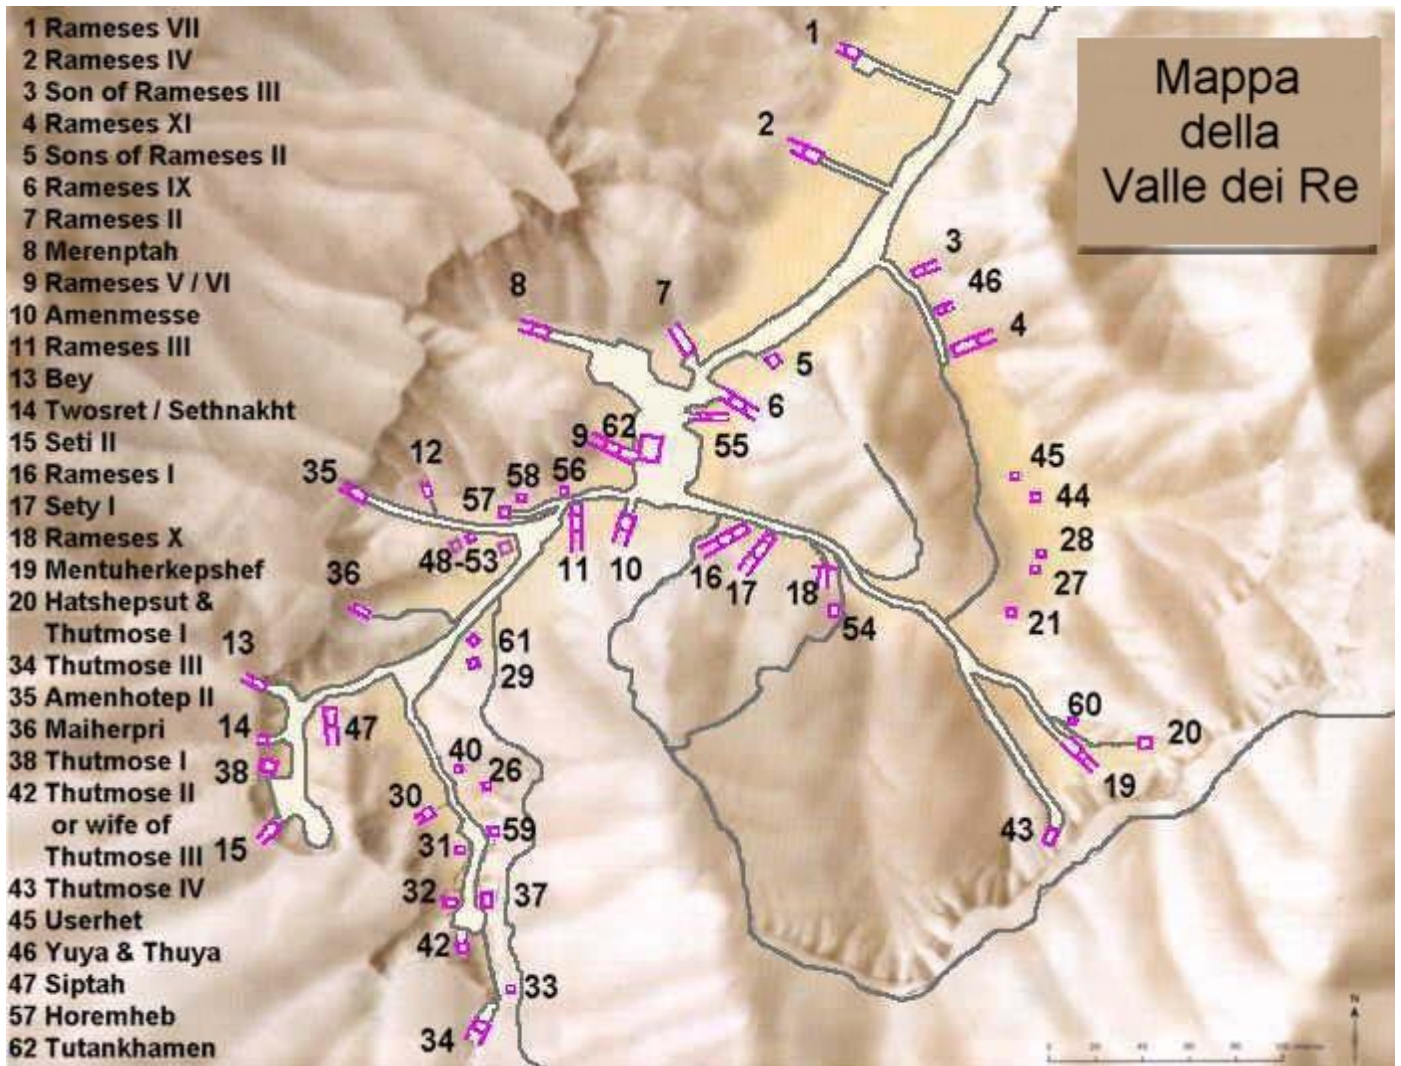 1 Rameses VII
2 Rameses IV
3 Son of Rameses III
4 Rameses XI
5 Sons of Rameses II
6 Rameses IX
7 Rameses II
8 Merenptah
9 Rameses V / VI
10 Amenmesse
11 Rameses III
13 Bey
14 Twosret / Sethnakht
15 Seti II
16 Rameses I
17 Sety I
18 Rameses X
19 Mentuherkepshef
20 Hatshepsut &
Thutmose I
34 Thutmose III
35 Amenhotep II
36 Maiherpri
38 Thutmose I
42 Thutmose II
or wife of
Thutmose III
43 Thutmose IV
45 Userhet
46 Yuya & Thuya
47 Siptah
57 Horemheb
62 Tutankhamen
Mappa
della
Valle dei Re
1
2
3
46
8
7
4
5
6
9
62
55
12
35
58
56
57
45
44
48-53
28
36
11
10
16
17
18
27
54
21
13
61
29
14
47
60
20
38
40
26
19
30
59
43
15
31
32
37
42
33
34
N
0
20
40
60
80